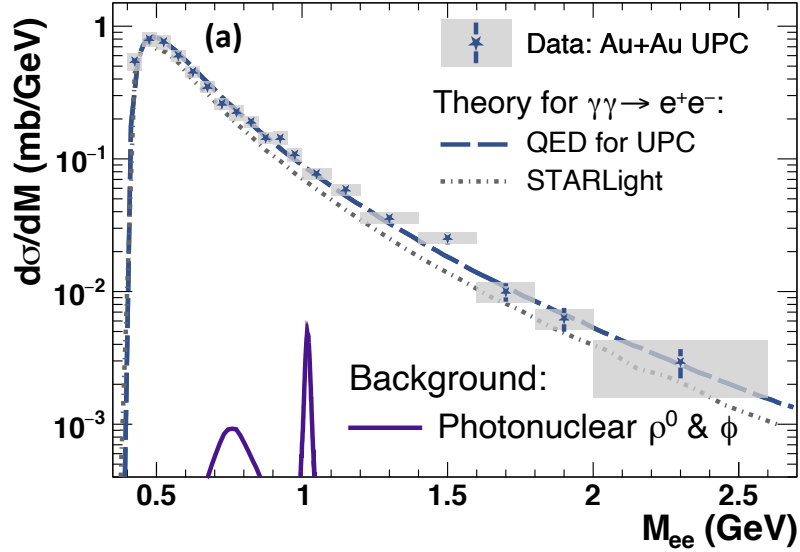 (a)
Data: Au+Au UPC
Theory for γγ→ e⁺e⁻:
QED for UPC
STARLight
Background:
Photonuclear ρ⁰ & ϕ
dσ/dM (mb/GeV)
1
10⁻¹
10⁻²
10⁻³
0.5 1 1.5 2 2.5
Mₑₑ (GeV)